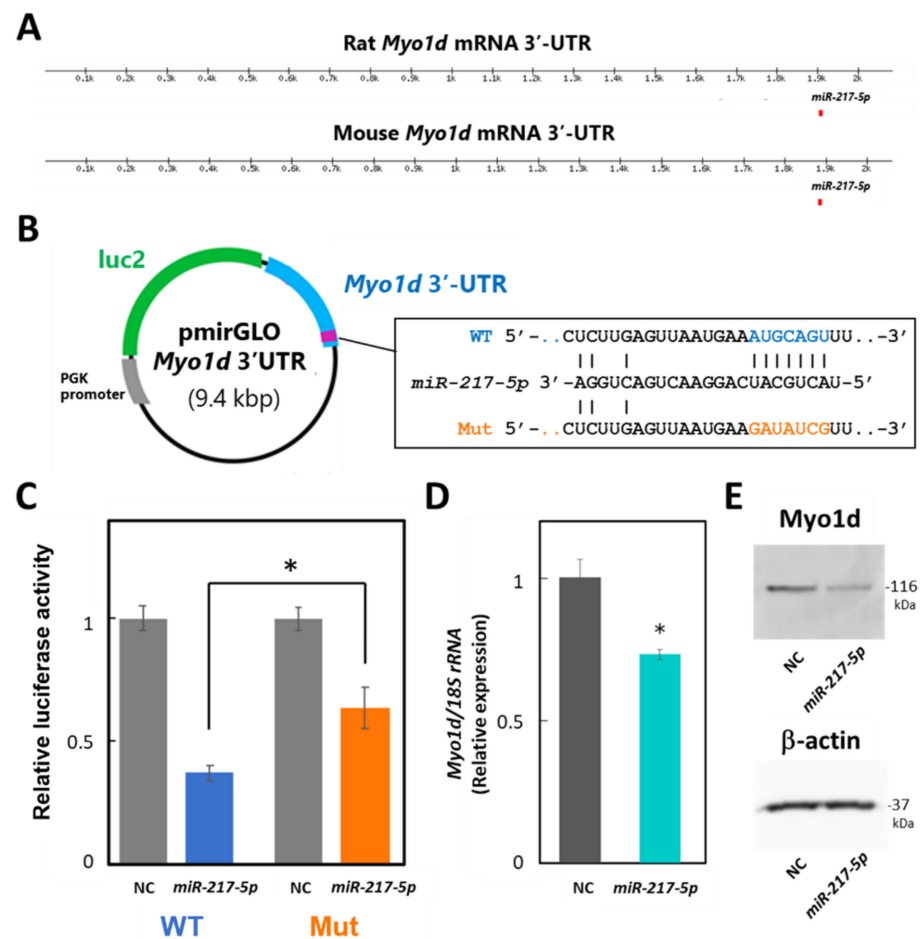 A
Rat Myo1d mRNA 3’-UTR
0.1k 0.2k 0.3k 0.4k 0.5k 0.6k 0.7k 0.8k 0.9k 1k 1.1k 1.2k 1.3k 1.4k 1.5k 1.6k 1.7k 1.8k 1.9k 2k
miR-217-5p
Mouse Myo1d mRNA 3’-UTR
0.1k 0.2k 0.3k 0.4k 0.5k 0.6k 0.7k 0.8k 0.9k 1k 1.1k 1.2k 1.3k 1.4k 1.5k 1.6k 1.7k 1.8k 1.9k 2k
miR-217-5p
B
luc2
Myo1d 3’-UTR
pmirGLO
Myo1d 3’UTR
(9.4 kbp)
PGK
promoter
WT 5’-..CUCUUGAGUUAAUGAAAUGCAGUUU..-3’
miR-217-5p 3’-AGGUCAGUCAAGGACUACGUCAU-5’
Mut 5’-..CUCUUGAGUUAAUGAAGAUAUCGUU..-3’
C
Relative luciferase activity
1
0.5
0
*
NC miR-217-5p NC miR-217-5p
WT Mut
D
Myo1d/18S rRNA
(Relative expression)
1
0.5
0
*
NC miR-217-5p
E
Myo1d
-116
kDa
NC miR-217-5p
β-actin
-37
kDa
NC miR-217-5p